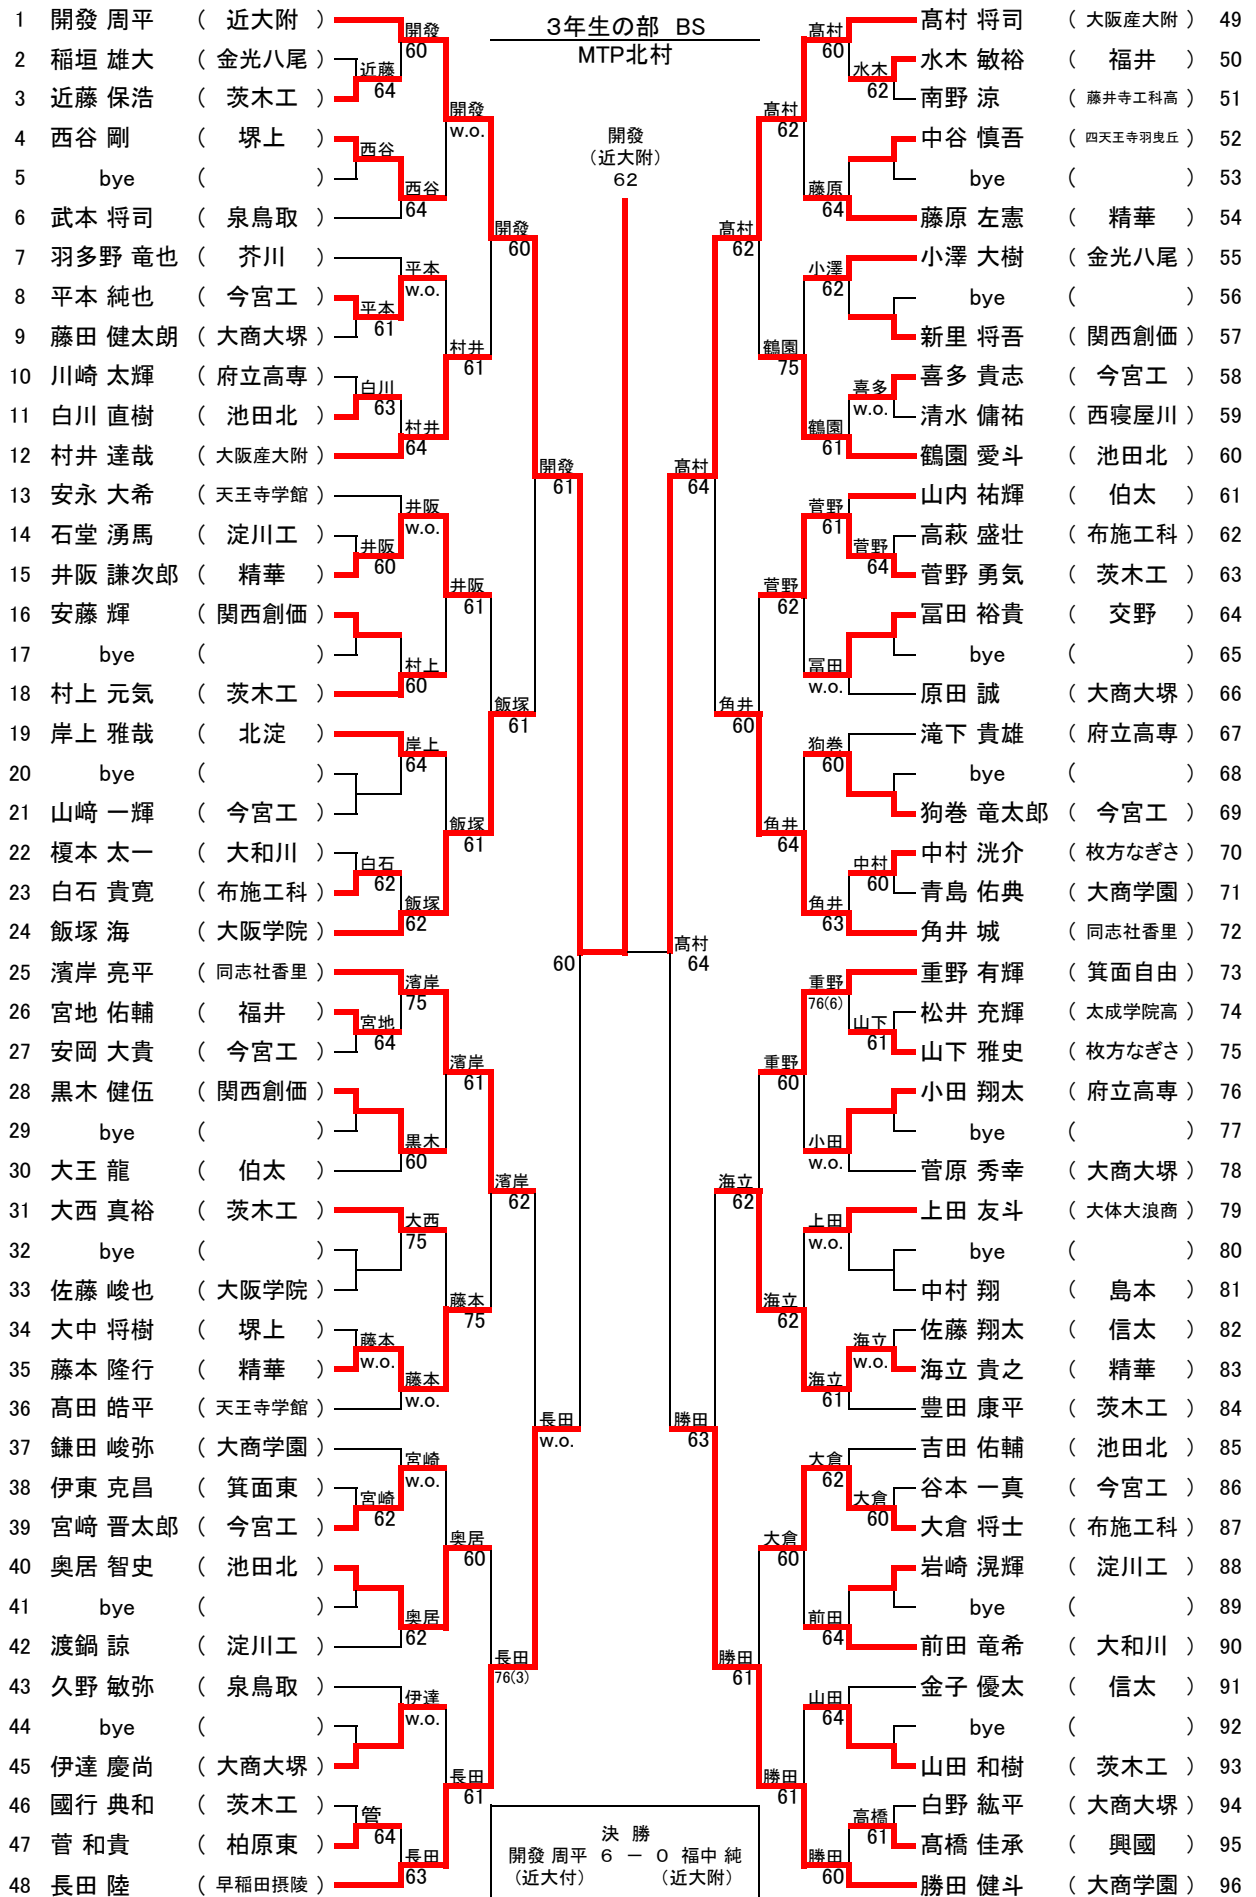 3年生の部 BS
MTP北村
開發
(近大附)
62
1 開發 周平 ( 近大附 )
2 稲垣 雄大 ( 金光八尾 )
3 近藤 保浩 ( 茨木工 )
4 西谷 剛 ( 堺上 )
5 bye ( )
6 武本 将司 ( 泉鳥取 )
7 羽多野 竜也 ( 芥川 )
8 平本 純也 ( 今宮工 )
9 藤田 健太朗 ( 大商大堺 )
10 川崎 太輝 ( 府立高専 )
11 白川 直樹 ( 池田北 )
12 村井 達哉 ( 大阪産大附 )
13 安永 大希 ( 天王寺学館 )
14 石堂 湧馬 ( 淀川工 )
15 井阪 謙次郎 ( 精華 )
16 安藤 輝 ( 関西創価 )
17 bye ( )
18 村上 元気 ( 茨木工 )
19 岸上 雅哉 ( 北淀 )
20 bye ( )
21 山﨑 一輝 ( 今宮工 )
22 榎本 太一 ( 大和川 )
23 白石 貴寛 ( 布施工科 )
24 飯塚 海 ( 大阪学院 )
25 濱岸 亮平 ( 同志社香里 )
26 宮地 佑輔 ( 福井 )
27 安岡 大貴 ( 今宮工 )
28 黒木 健伍 ( 関西創価 )
29 bye ( )
30 大王 龍 ( 伯太 )
31 大西 真裕 ( 茨木工 )
32 bye ( )
33 佐藤 峻也 ( 大阪学院 )
34 大中 将樹 ( 堺上 )
35 藤本 隆行 ( 精華 )
36 髙田 皓平 ( 天王寺学館 )
37 鎌田 峻弥 ( 大商学園 )
38 伊東 克昌 ( 箕面東 )
39 宮﨑 晋太郎 ( 今宮工 )
40 奥居 智史 ( 池田北 )
41 bye ( )
42 渡鍋 諒 ( 淀川工 )
43 久野 敏弥 ( 泉鳥取 )
44 bye ( )
45 伊達 慶尚 ( 大商大堺 )
46 國行 典和 ( 茨木工 )
47 菅 和貴 ( 柏原東 )
48 長田 陸 ( 早稲田摂陵 )
近藤
64
西谷
平本
61
白川
63
井阪
60
白石
62
宮地
64
藤本
w.o.
宮崎
62
管
64
開發
60
西谷
64
平本
w.o.
村井
64
井阪
w.o.
村上
60
岸上
64
飯塚
62
濱岸
75
黒木
60
大西
75
藤本
w.o.
宮崎
w.o.
奥居
62
伊達
w.o.
長田
63
開發
w.o.
村井
61
井阪
61
飯塚
61
濱岸
61
藤本
75
奥居
60
長田
61
開發
60
飯塚
61
濱岸
62
長田
76(3)
開發
61
長田
w.o.
60
髙村
64
髙村
64
勝田
63
髙村
62
角井
60
海立
62
勝田
61
髙村
62
鶴園
75
菅野
62
角井
64
重野
60
海立
62
大倉
60
勝田
61
髙村
60
藤原
64
小澤
62
鶴園
61
菅野
61
冨田
w.o.
狗巻
60
角井
63
重野
76(6)
小田
w.o.
上田
w.o.
海立
61
大倉
62
前田
64
山田
64
勝田
60
水木
62
喜多
w.o.
菅野
64
中村
60
山下
61
海立
w.o.
大倉
60
高橋
61
髙村 将司 ( 大阪産大附 ) 49
水木 敏裕 ( 福井 ) 50
南野 涼 ( 藤井寺工科高 ) 51
中谷 慎吾 ( 四天王寺羽曳丘 ) 52
bye ( ) 53
藤原 左憲 ( 精華 ) 54
小澤 大樹 ( 金光八尾 ) 55
bye ( ) 56
新里 将吾 ( 関西創価 ) 57
喜多 貴志 ( 今宮工 ) 58
清水 傭祐 ( 西寝屋川 ) 59
鶴園 愛斗 ( 池田北 ) 60
山内 祐輝 ( 伯太 ) 61
高萩 盛壮 ( 布施工科 ) 62
菅野 勇気 ( 茨木工 ) 63
冨田 裕貴 ( 交野 ) 64
bye ( ) 65
原田 誠 ( 大商大堺 ) 66
滝下 貴雄 ( 府立高専 ) 67
bye ( ) 68
狗巻 竜太郎 ( 今宮工 ) 69
中村 洸介 ( 枚方なぎさ ) 70
青島 佑典 ( 大商学園 ) 71
角井 城 ( 同志社香里 ) 72
重野 有輝 ( 箕面自由 ) 73
松井 充輝 ( 太成学院高 ) 74
山下 雅史 ( 枚方なぎさ ) 75
小田 翔太 ( 府立高専 ) 76
bye ( ) 77
菅原 秀幸 ( 大商大堺 ) 78
上田 友斗 ( 大体大浪商 ) 79
bye ( ) 80
中村 翔 ( 島本 ) 81
佐藤 翔太 ( 信太 ) 82
海立 貴之 ( 精華 ) 83
豊田 康平 ( 茨木工 ) 84
吉田 佑輔 ( 池田北 ) 85
谷本 一真 ( 今宮工 ) 86
大倉 将士 ( 布施工科 ) 87
岩崎 滉輝 ( 淀川工 ) 88
bye ( ) 89
前田 竜希 ( 大和川 ) 90
金子 優太 ( 信太 ) 91
bye ( ) 92
山田 和樹 ( 茨木工 ) 93
白野 紘平 ( 大商大堺 ) 94
髙橋 佳承 ( 興國 ) 95
勝田 健斗 ( 大商学園 ) 96
決 勝
開發 周平 6 － 0 福中 純
(近大付) (近大附)